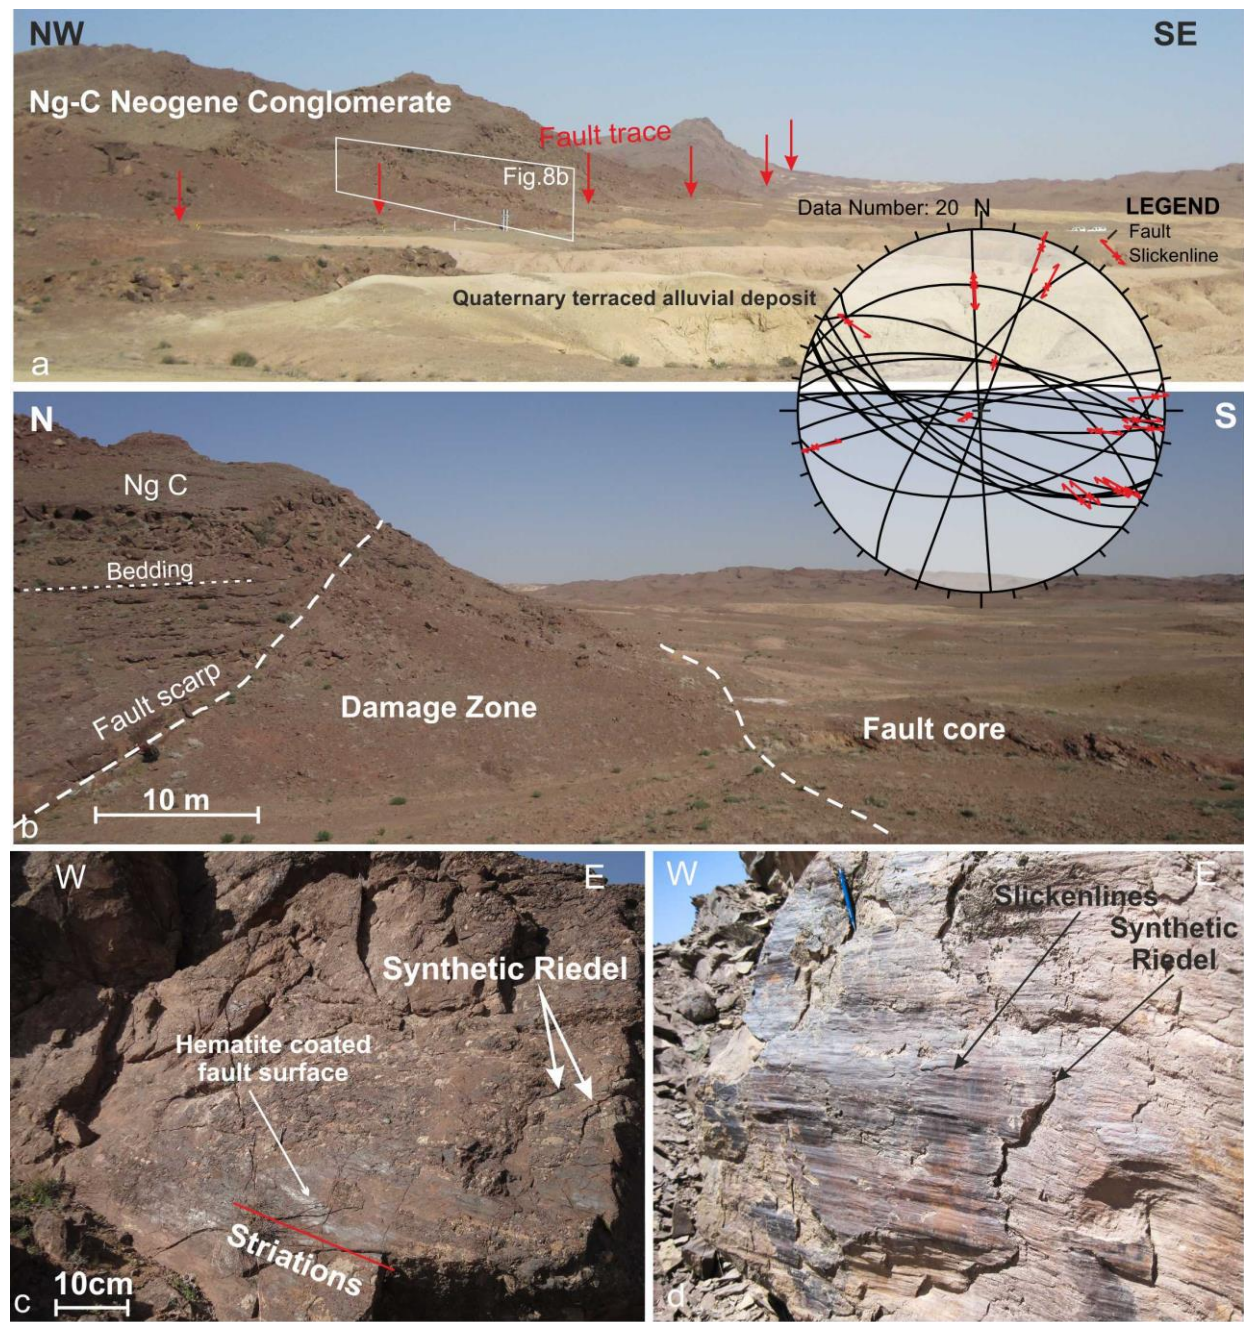 NW
SE
Ng-C Neogene Conglomerate
Fault trace
Fig.8b
Data Number: 20
N
LEGEND
Fault
Slickenline
Quaternary terraced alluvial deposit
a
N
S
Ng C
Bedding
Fault scarp
Damage Zone
Fault core
10 m
b
W
E
Synthetic Riedel
Hematite coated
fault surface
Striations
10cm
c
W
E
Slickenlines
Synthetic
Riedel
d